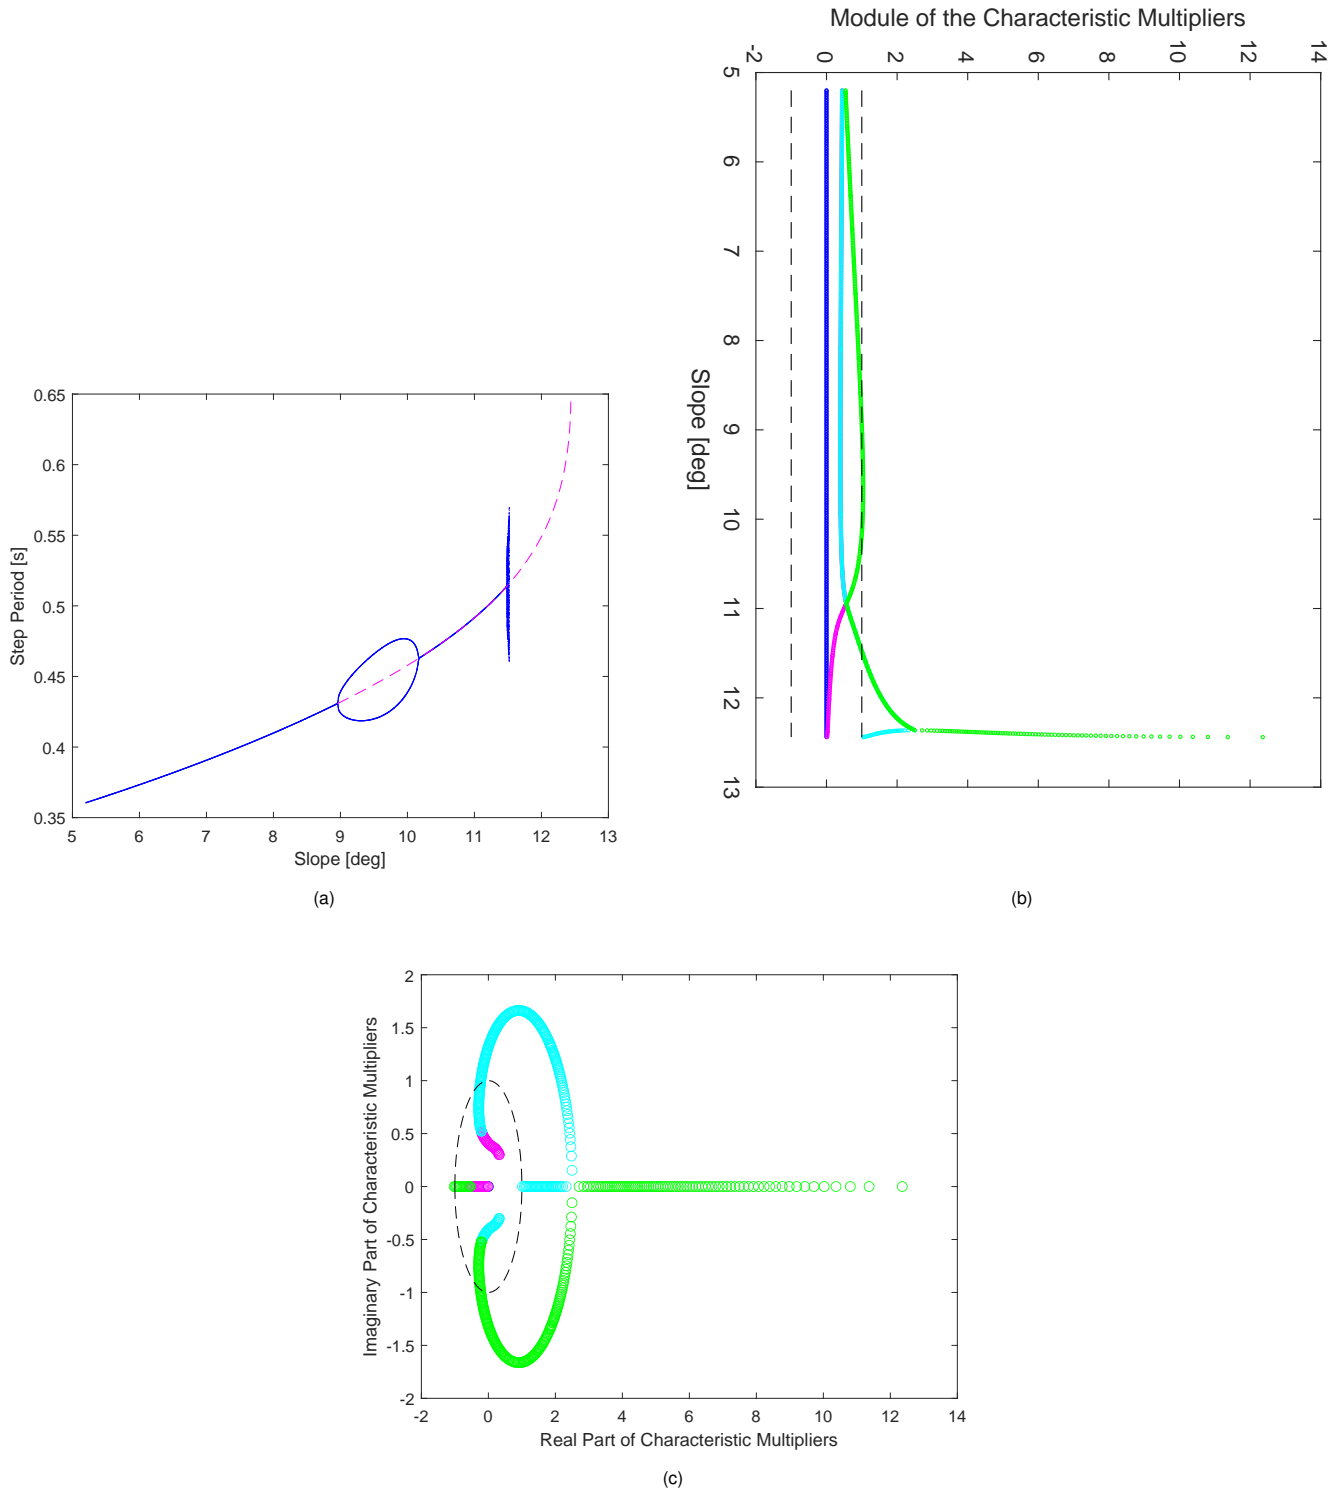 Module of the Characteristic Multipliers
-2 0 2 4 6 8 10 12 14
5
6
7
8
9
10
11
12
13
Slope [deg]
(b)
0.65
0.6
0.55
0.5
0.45
0.4
0.35
Step Period [s]
5 6 7 8 9 10 11 12 13
Slope [deg]
(a)
2
1.5
1
0.5
0
-0.5
-1
-1.5
-2
Imaginary Part of Characteristic Multipliers
-2 0 2 4 6 8 10 12 14
Real Part of Characteristic Multipliers
(c)